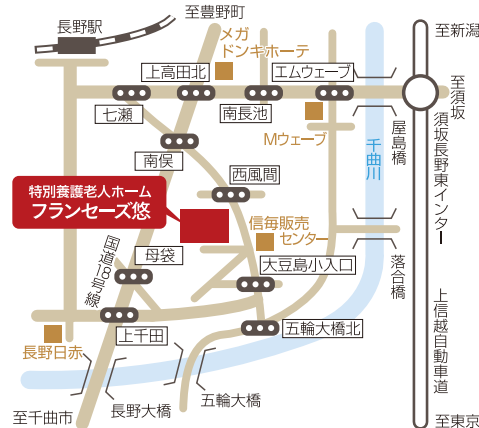 至豊野町
長野駅
メガ
ドンキホーテ
至新潟
上高田北
エムウェーブ
至須坂
七瀬
南長池
Mウェーブ
屋島橋
須坂長野東インター
南俣
千曲川
西風間
特別養護老人ホーム
フランセーズ悠
信毎販売
センター
国道18号線
母袋
大豆島小入口
落合橋
上千田
五輪大橋北
上信越自動車道
長野日赤
長野大橋
五輪大橋
至千曲市
至東京